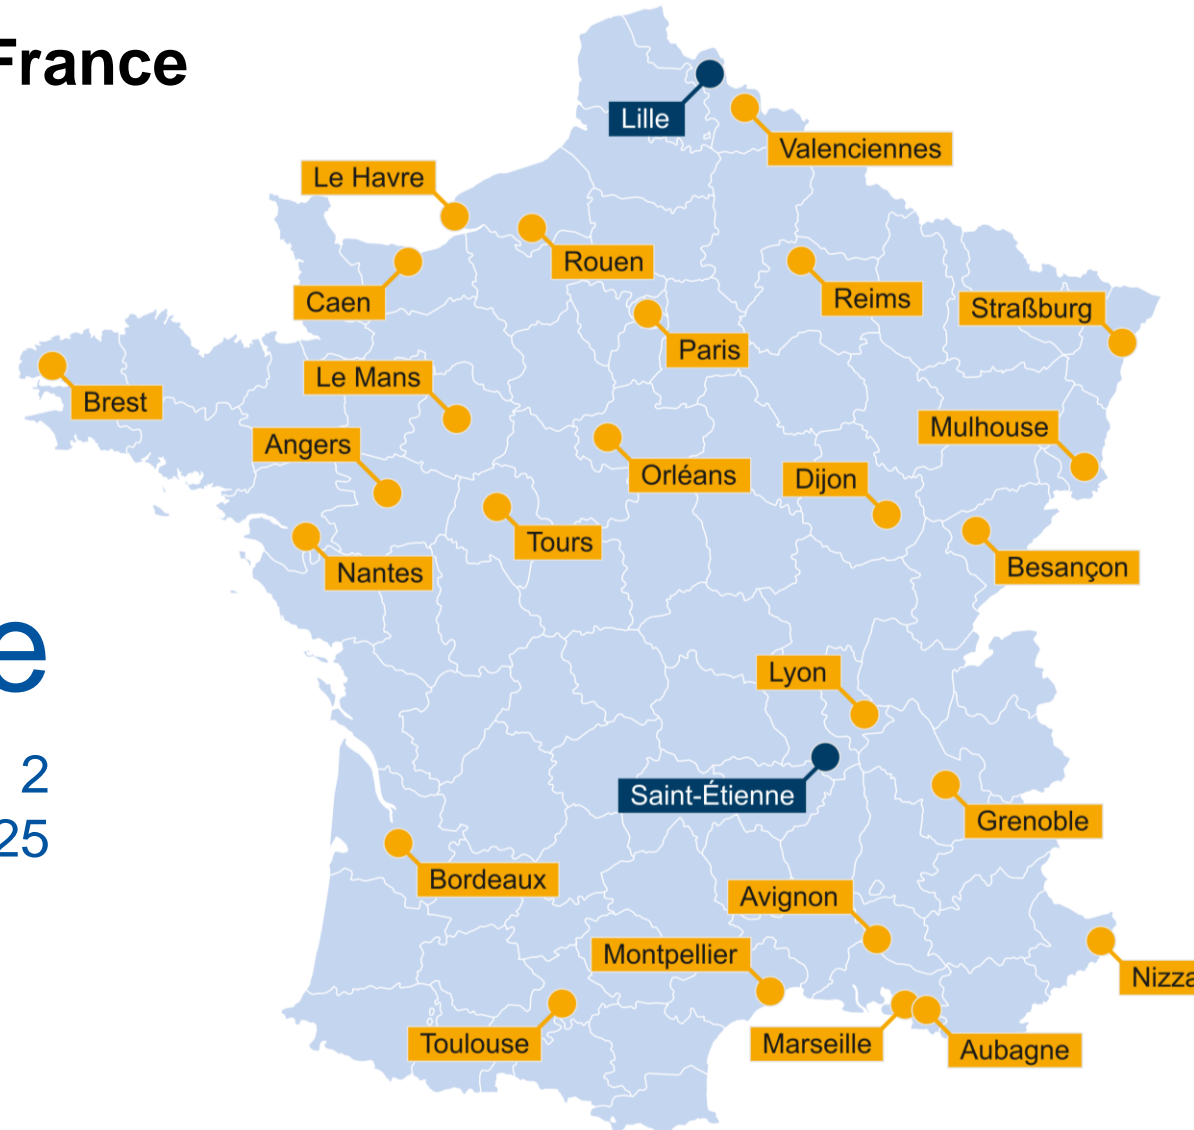 France
Lille
Valenciennes
Le Havre
Rouen
Caen
Reims
Straßburg
Paris
Le Mans
Brest
Mulhouse
Angers
Orléans
Dijon
Tours
Besançon
Nantes
e
Lyon
2
Saint-Étienne
Grenoble
25
Bordeaux
Avignon
Montpellier
Nizza
Toulouse
Marseille
Aubagne